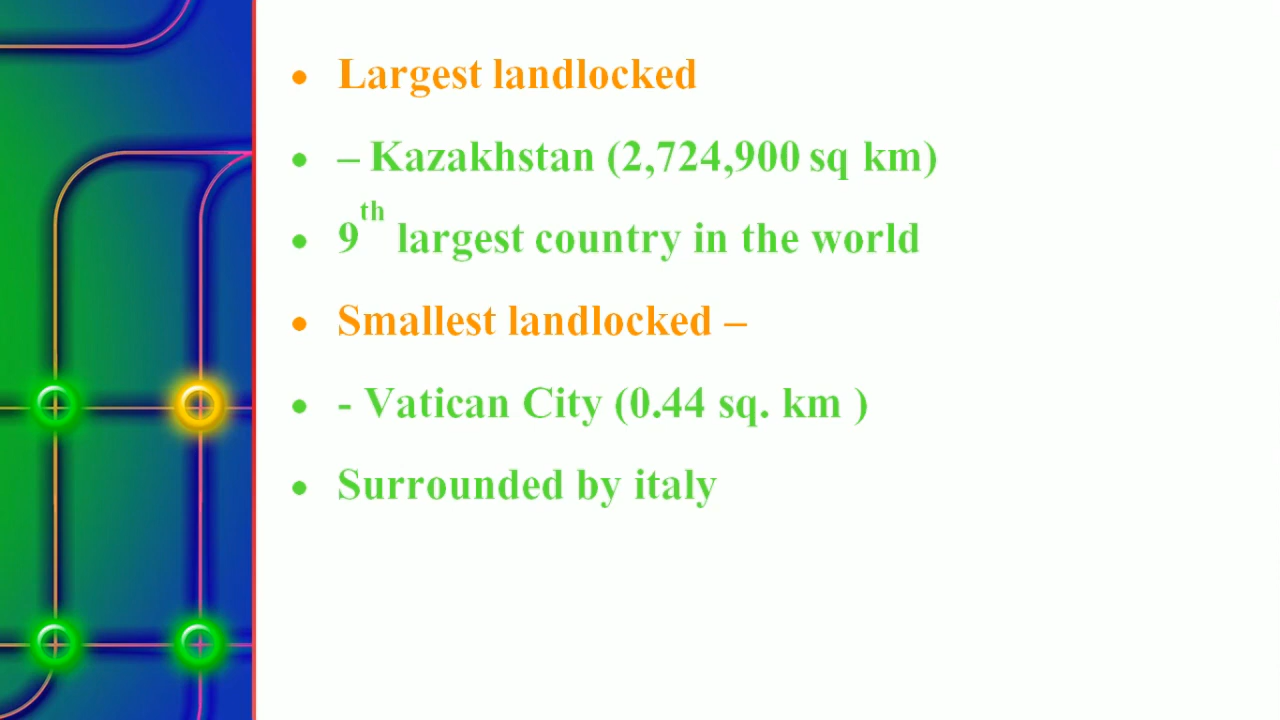 • Largest landlocked
• – Kazakhstan (2,724,900 sq km)
• 9th largest country in the world
• Smallest landlocked –
• - Vatican City (0.44 sq. km )
• Surrounded by italy